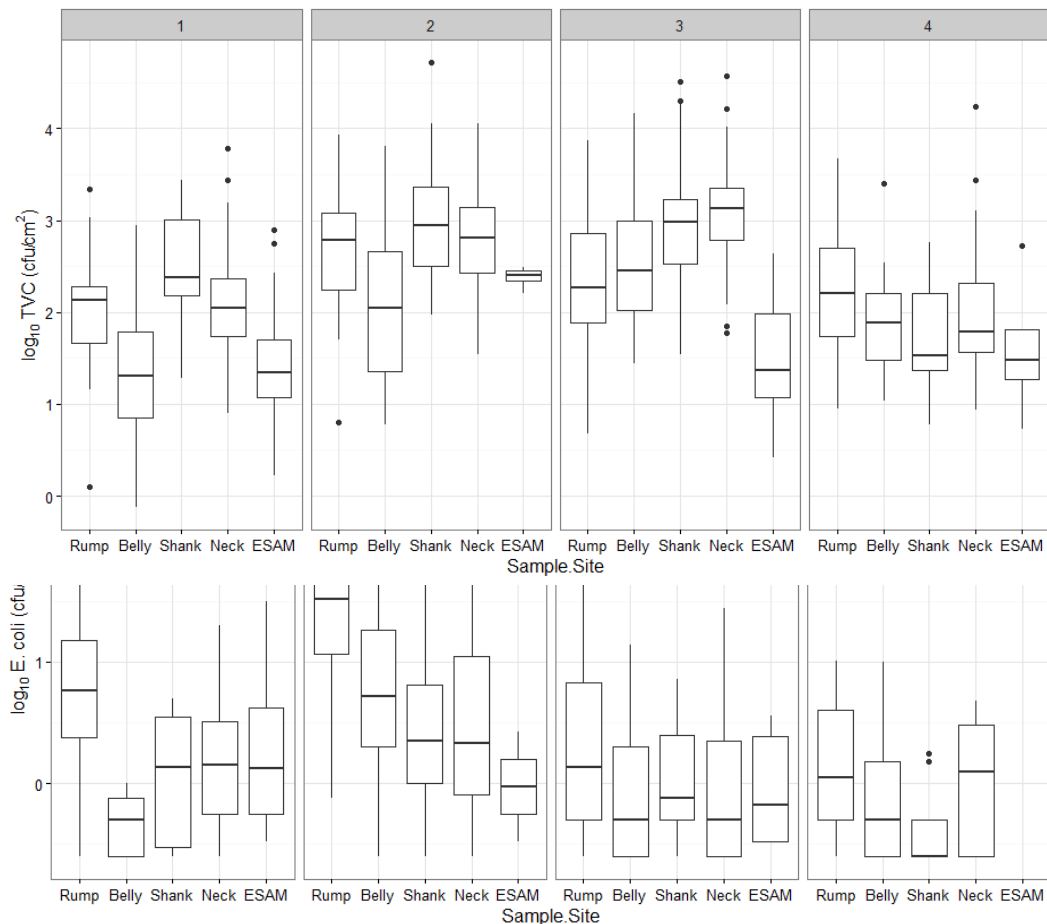 1 2 3 4
log10 TVC (cfu/cm2)
4
3
2
1
0
Rump Belly Shank Neck ESAM Rump Belly Shank Neck ESAM Rump Belly Shank Neck ESAM Rump Belly Shank Neck ESAM
Sample.Site
log10 E. coli (cfu/
1
0
Rump Belly Shank Neck ESAM Rump Belly Shank Neck ESAM Rump Belly Shank Neck ESAM Rump Belly Shank Neck ESAM
Sample.Site